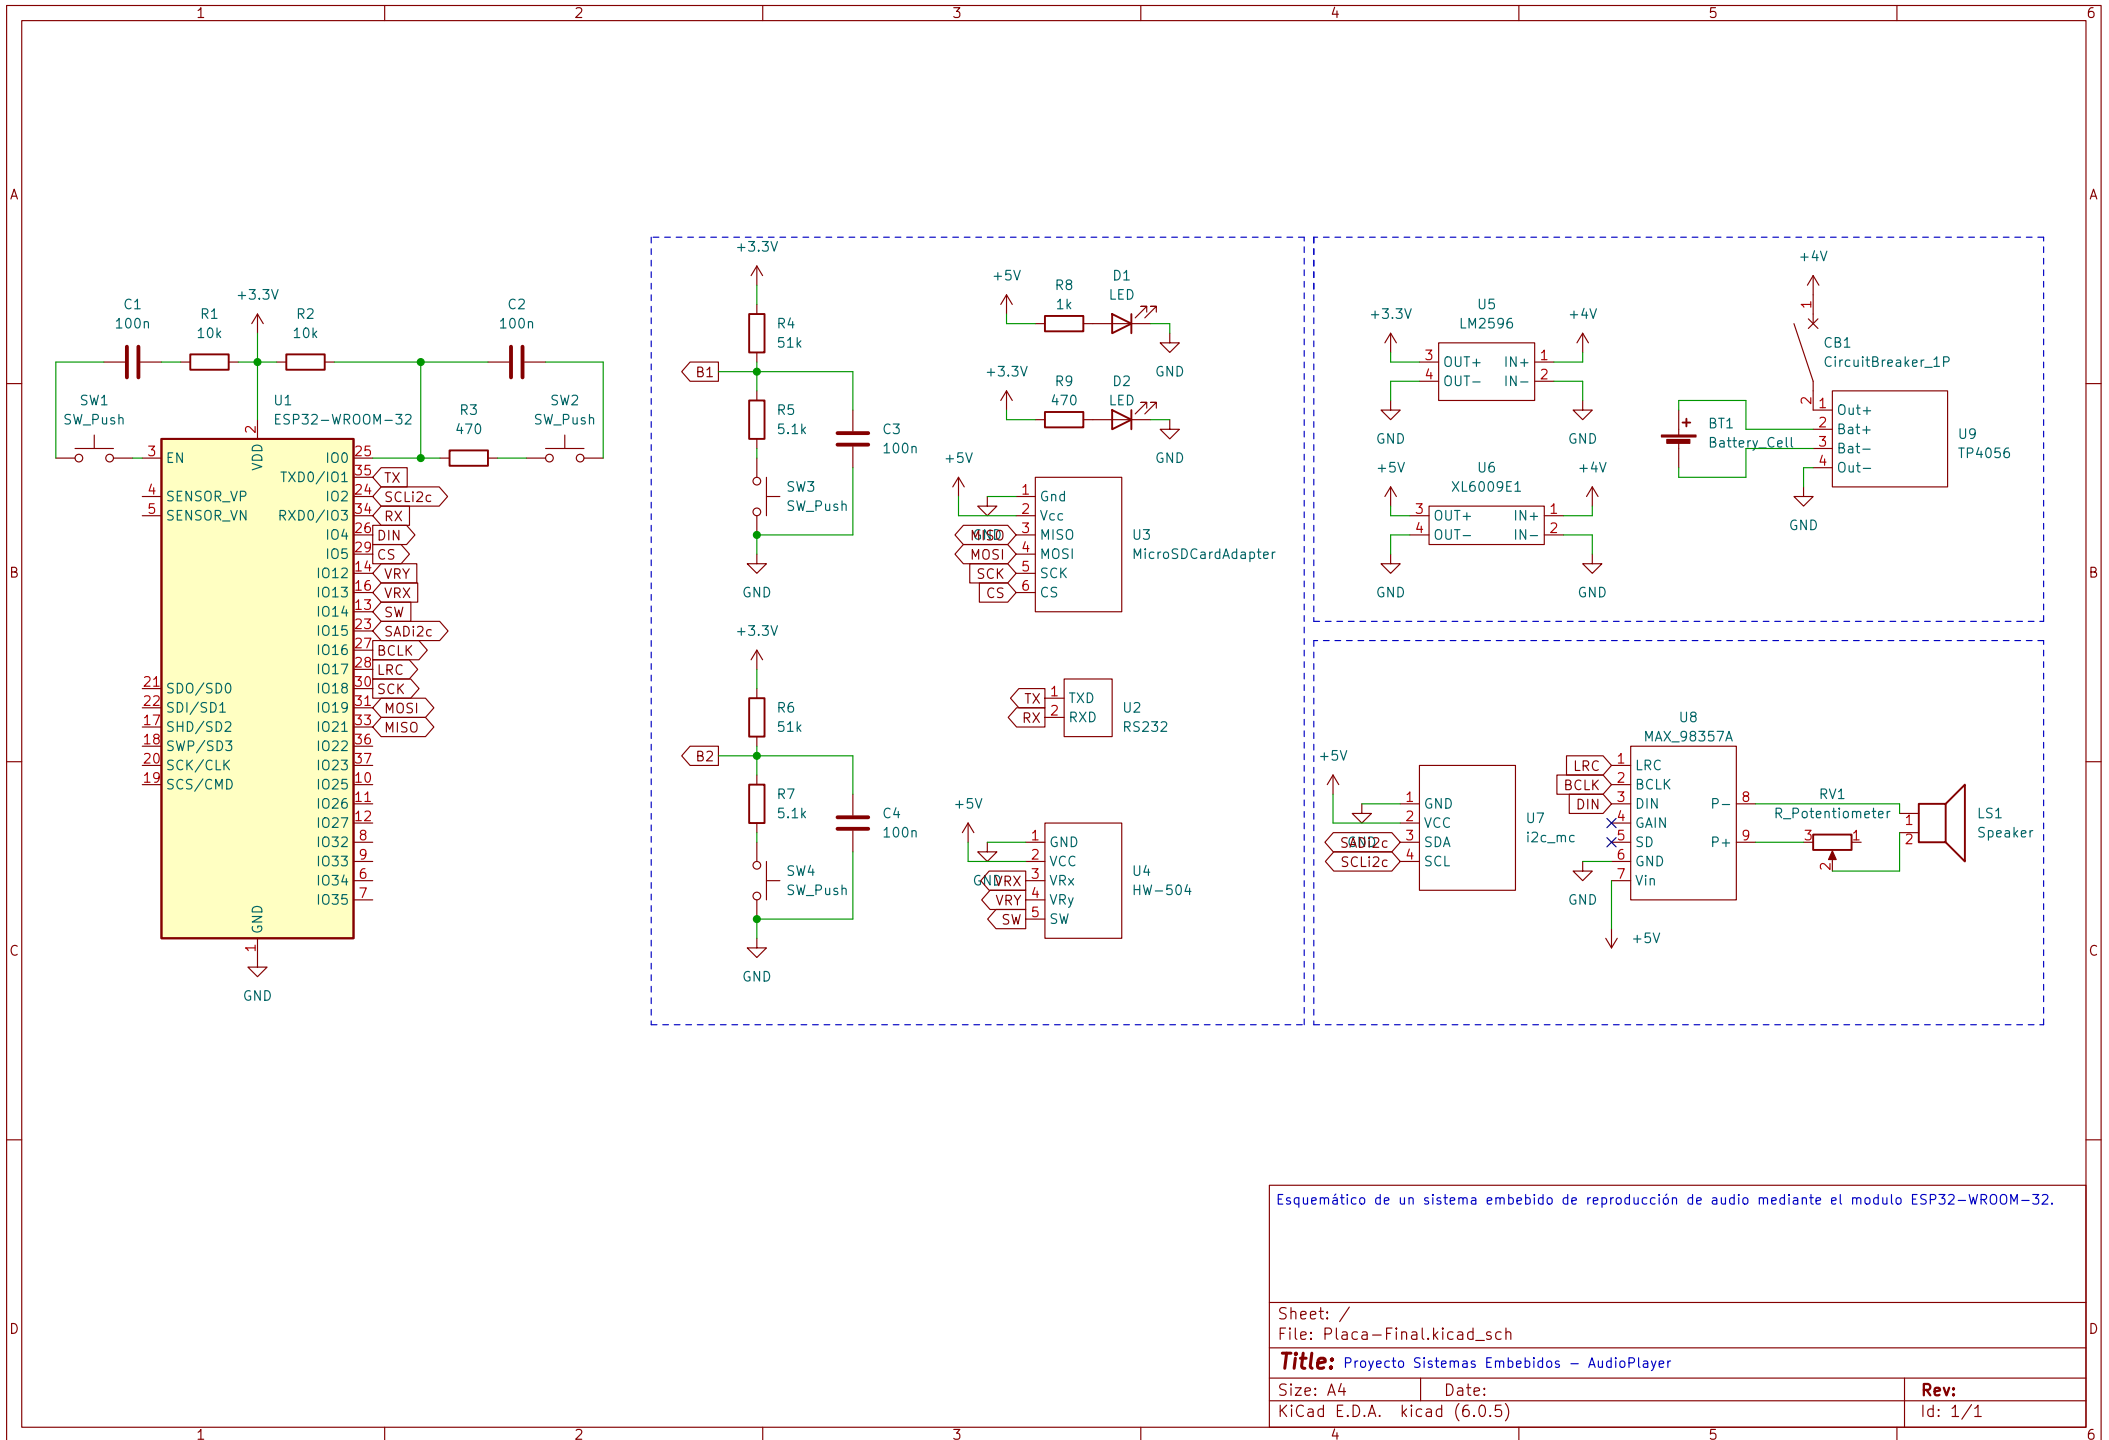 1 2 3 4 5 6
A
B
C
D
A
B
C
D
1 2 3 4 5 6
C1
100n
R1
10k
+3.3V
R2
10k
C2
100n
SW1
SW_Push
U1
ESP32-WROOM-32
R3
470
SW2
SW_Push
2
VDD
3 EN
4 SENSOR_VP
5 SENSOR_VN
21 SDO/SD0
22 SDI/SD1
17 SHD/SD2
18 SWP/SD3
20 SCK/CLK
19 SCS/CMD
IO0 25
TXD0/IO1 35 TX
IO2 24 SCLi2c
RXD0/IO3 34 RX
IO4 26 DIN
IO5 29 CS
IO12 14 VRY
IO13 16 VRX
IO14 13 SW
IO15 23 SADi2c
IO16 27 BCLK
IO17 28 LRC
IO18 30 SCK
IO19 31 MOSI
IO21 33 MISO
IO22 36
IO23 37
IO25 10
IO26 11
IO27 12
IO32 8
IO33 9
IO34 6
IO35 7
GND
1
GND
+3.3V
R4
51k
B1
R5
5.1k
C3
100n
SW3
SW_Push
GND
+3.3V
R6
51k
B2
R7
5.1k
C4
100n
SW4
SW_Push
GND
+5V
R8
1k
D1
LED
GND
+3.3V
R9
470
D2
LED
GND
+5V
GND
1 Gnd
2 Vcc
MISO 3 MISO
MOSI 4 MOSI
SCK 5 SCK
CS 6 CS
U3
MicroSDCardAdapter
TX 1 TXD
RX 2 RXD
U2
RS232
+5V
GND
1 GND
2 VCC
VRX 3 VRx
VRY 4 VRy
SW 5 SW
U4
HW-504
+3.3V
U5
LM2596
+4V
3 OUT+ IN+ 1
4 OUT- IN- 2
GND
GND
+5V
U6
XL6009E1
+4V
3 OUT+ IN+ 1
4 OUT- IN- 2
GND
GND
+4V
1
CB1
CircuitBreaker_1P
2
BT1
Battery_Cell
1 Out+
2 Bat+
3 Bat-
4 Out-
U9
TP4056
GND
+5V
GND
1 GND
2 VCC
SADi2c 3 SDA
SCLi2c 4 SCL
U7
i2c_mc
U8
MAX_98357A
LRC 1 LRC
BCLK 2 BCLK
DIN 3 DIN
4 GAIN
5 SD
6 GND
7 Vin
P- 8
P+ 9
GND
+5V
RV1
R_Potentiometer
3 1
2
1
2
LS1
Speaker
Esquemático de un sistema embebido de reproducción de audio mediante el modulo ESP32-WROOM-32.
Sheet: /
File: Placa-Final.kicad_sch
Title: Proyecto Sistemas Embebidos - AudioPlayer
Size: A4 Date: Rev:
KiCad E.D.A. kicad (6.0.5) Id: 1/1